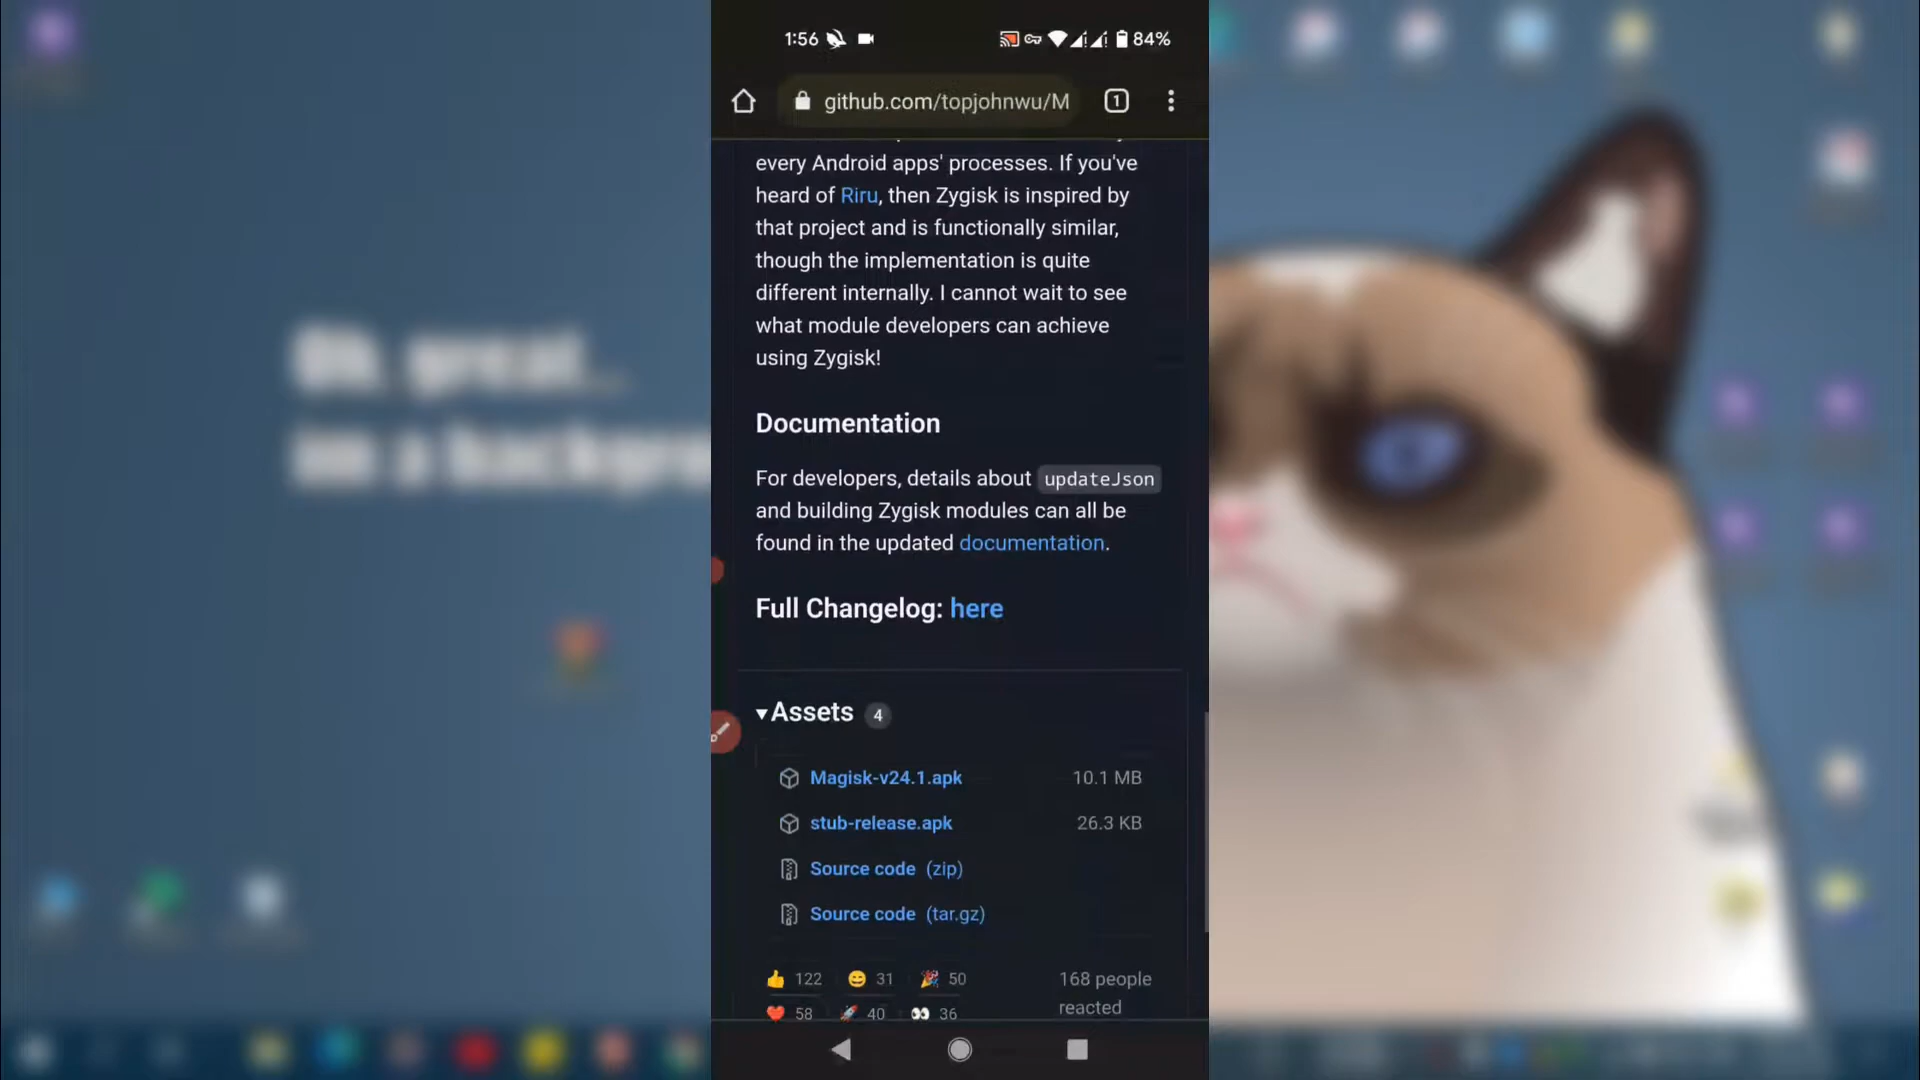 1:56
84%
github.com/topjohnwu/M
1
every Android apps' processes. If you've
heard of Riru, then Zygisk is inspired by
that project and is functionally similar,
though the implementation is quite
different internally. I cannot wait to see
what module developers can achieve
using Zygisk!
Documentation
For developers, details about updateJson
and building Zygisk modules can all be
found in the updated documentation.
Full Changelog: here
Assets 4
Magisk-v24.1.apk 10.1 MB
stub-release.apk 26.3 KB
Source code (zip)
Source code (tar.gz)
122 31 50 168 people
reacted
58 40 36
Oh, great...
on a backgro